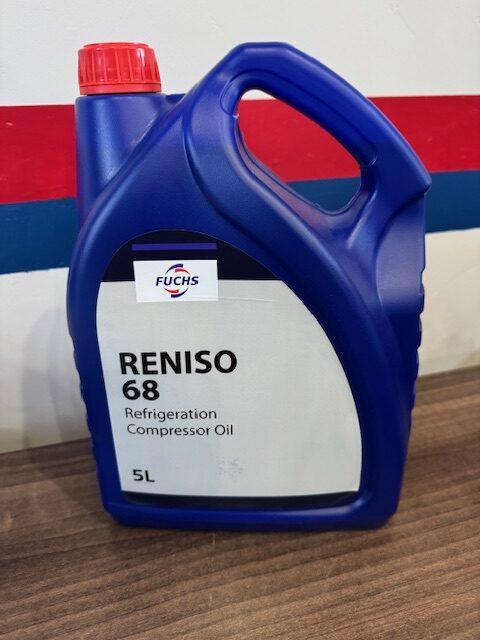 FUCHS
RENISO
68
Refrigeration
Compressor Oil
5L